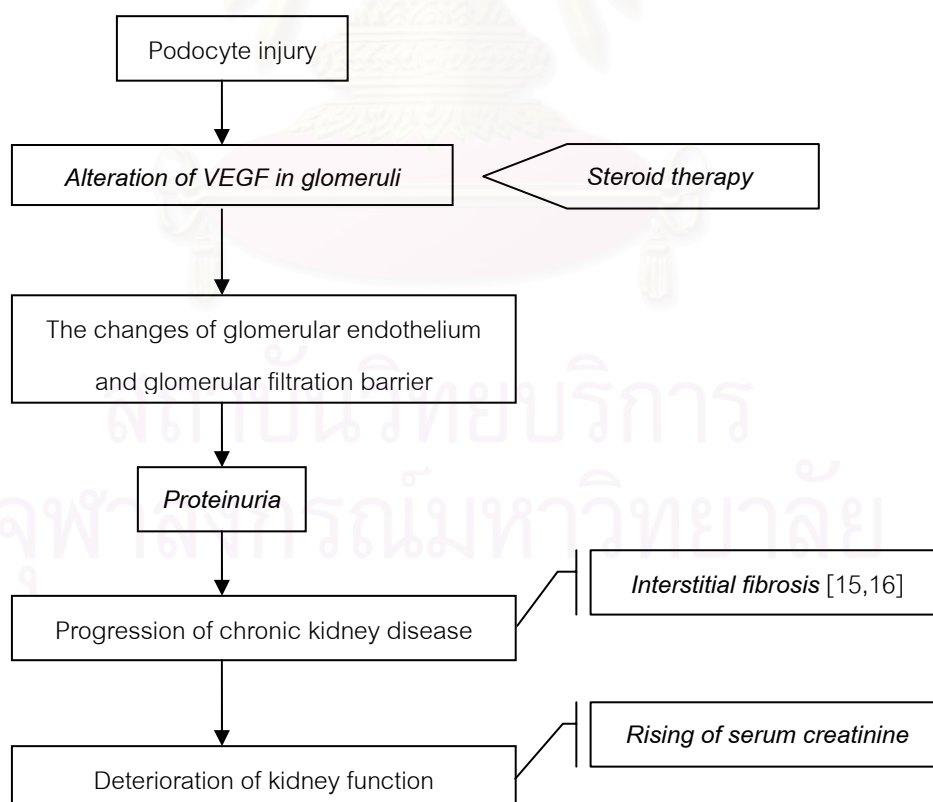 Podocyte injury
Alteration of VEGF in glomeruli
Steroid therapy
The changes of glomerular endothelium
and glomerular filtration barrier
สถาบันวิทยบริการ
Proteinuria
จุฬาลงกรณ์มหาวิทยาลัย
Interstitial fibrosis [15,16]
Progression of chronic kidney disease
Rising of serum creatinine
Deterioration of kidney function